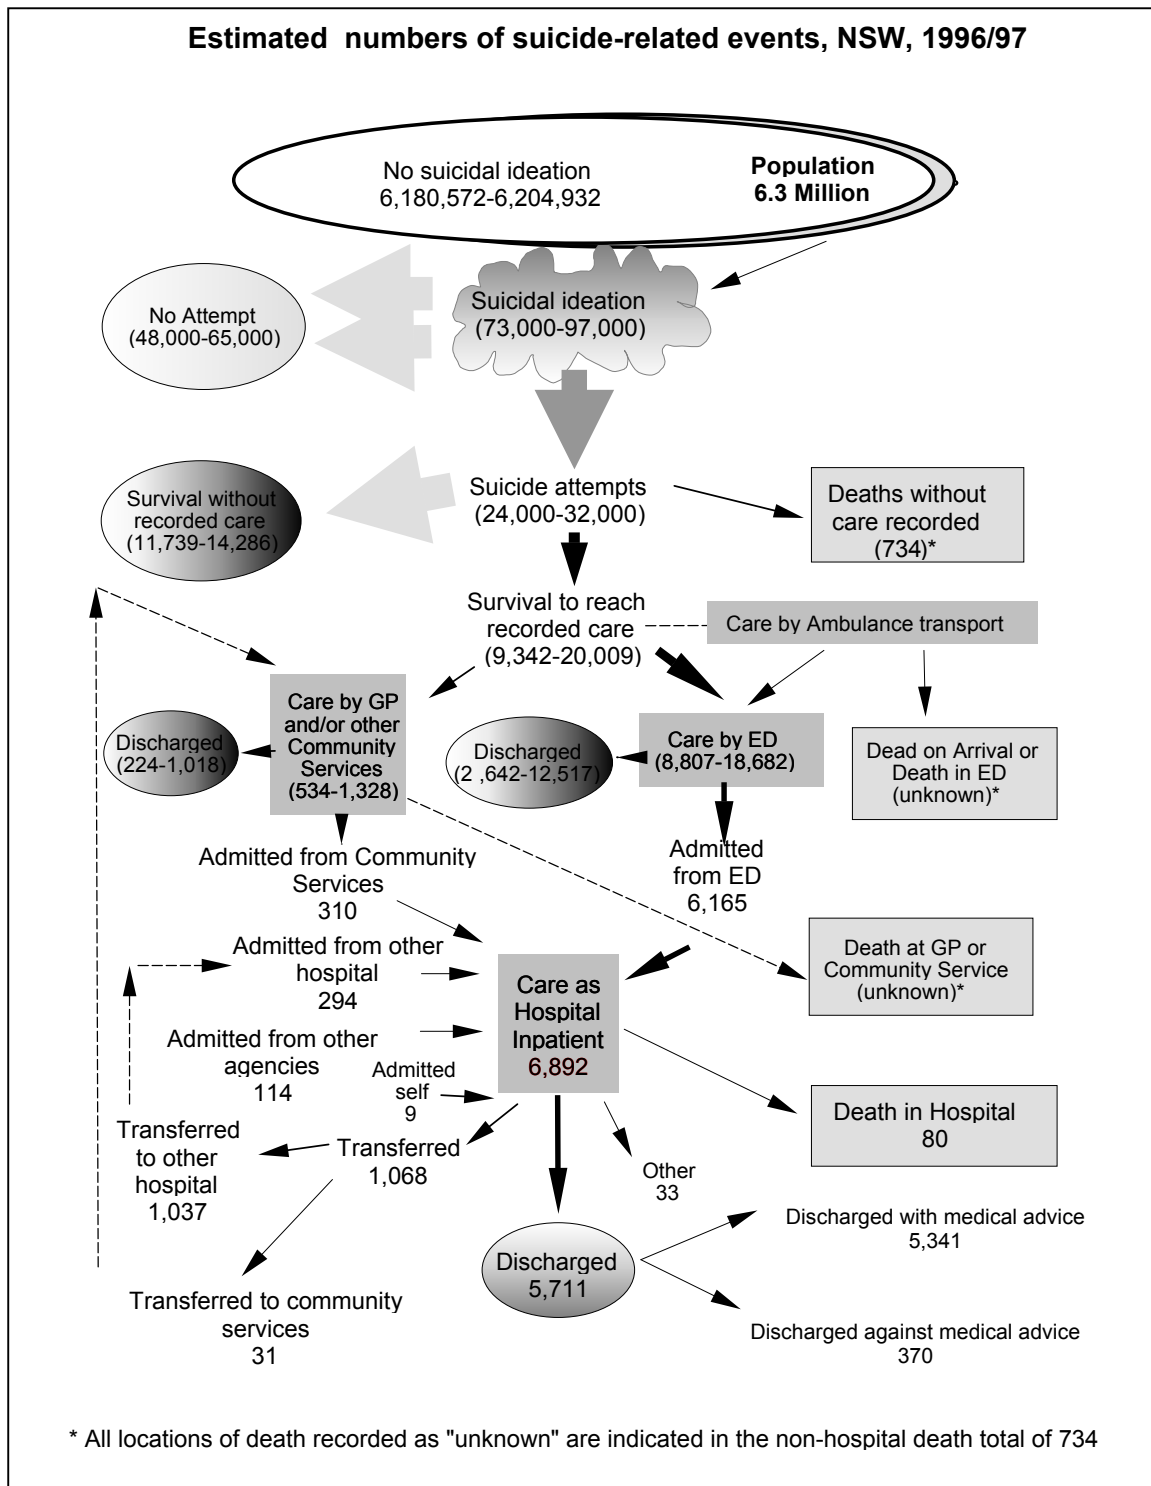 Estimated numbers of suicide-related events, NSW, 1996/97
No suicidal ideation
6,180,572-6,204,932
Population
6.3 Million
Suicidal ideation
(73,000-97,000)
No Attempt
(48,000-65,000)
Suicide attempts
(24,000-32,000)
Survival without
recorded care
(11,739-14,286)
Deaths without
care recorded
(734)*
Survival to reach
recorded care
(9,342-20,009)
Care by Ambulance transport
Care by GP
and/or other
Community
Services
(534-1,328)
Discharged
(224-1,018)
Discharged
(2 ,642-12,517)
Care by ED
(8,807-18,682)
Dead on Arrival or
Death in ED
(unknown)*
Admitted from Community
Services
310
Admitted
from ED
6,165
Admitted from other
hospital
294
Death at GP or
Community Service
(unknown)*
Care as
Hospital
Inpatient
6,892
Admitted from other
agencies
114
Admitted
self
9
Death in Hospital
80
Transferred
to other
hospital
1,037
Transferred
1,068
Other
33
Discharged with medical advice
5,341
Discharged
5,711
Transferred to community
services
31
Discharged against medical advice
370
* All locations of death recorded as "unknown" are indicated in the non-hospital death total of 734